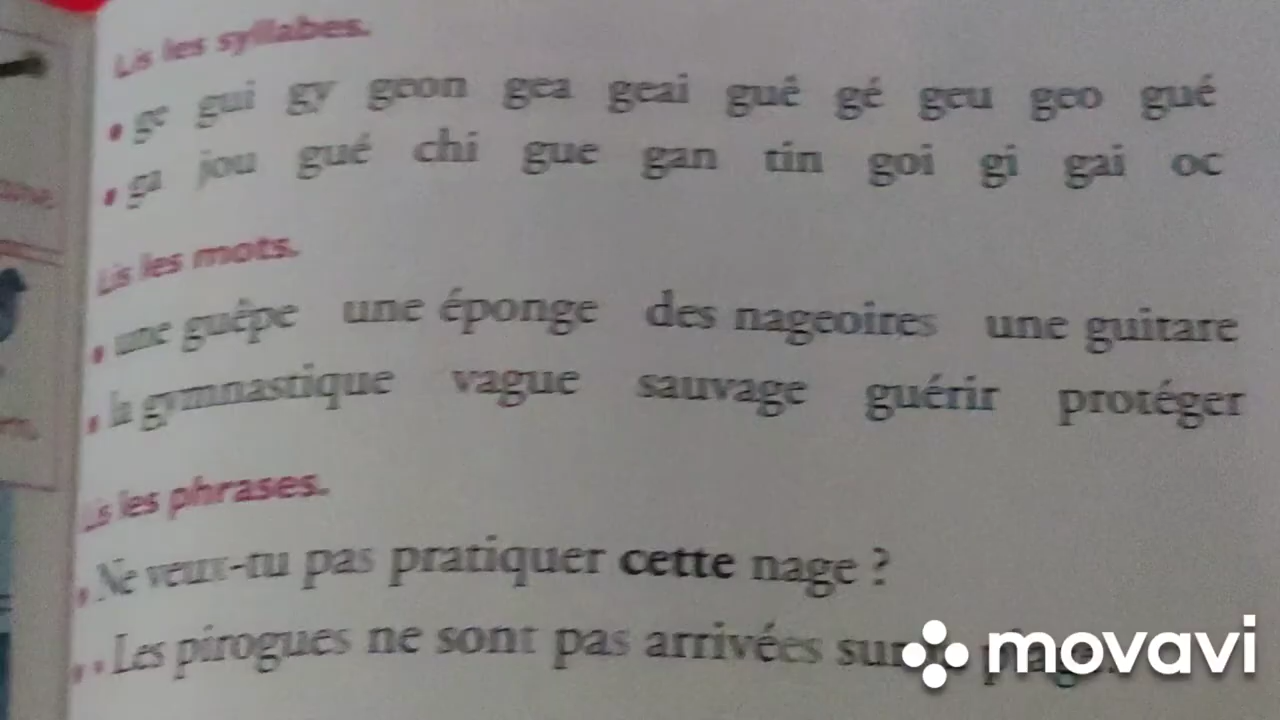 Lis les syllabes.
• ge gui gy geon gea geai guê gé geu geo gué
• ga jou gué chi gue gan tin goi gi gai oc
Lis les mots.
• une guêpe une éponge des nageoires une guitare
• la gymnastique vague sauvage guérir protéger
Lis les phrases.
• Ne veux-tu pas pratiquer cette nage ?
•• Les pirogues ne sont pas arrivées sur
movavi